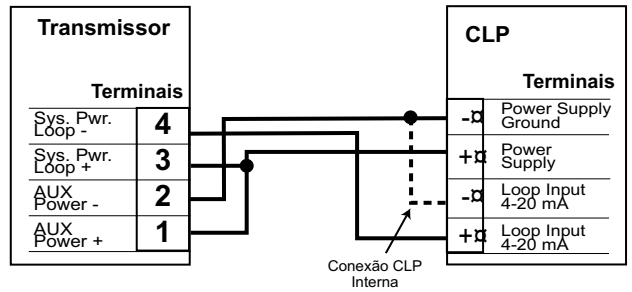 Transmissor
Terminais
Sys. Pwr.
Loop -
4
Sys. Pwr.
Loop +
3
AUX
Power -
2
AUX
Power +
1
CLP
Terminais
-¤
Power Supply
Ground
+¤
Power
Supply
-¤
Loop Input
4-20 mA
+¤
Loop Input
4-20 mA
Conexão CLP
Interna